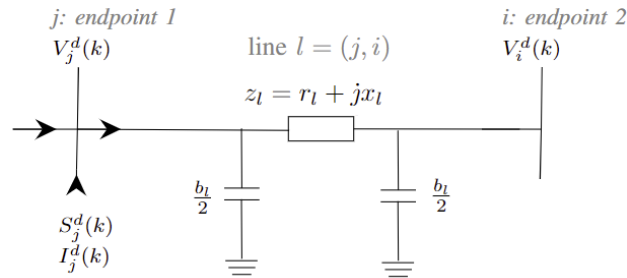 j: endpoint 1
V_j^d(k)
line l = (j, i)
i: endpoint 2
V_i^d(k)
z_l = r_l + jx_l
b_l/2
b_l/2
S_j^d(k)
I_j^d(k)